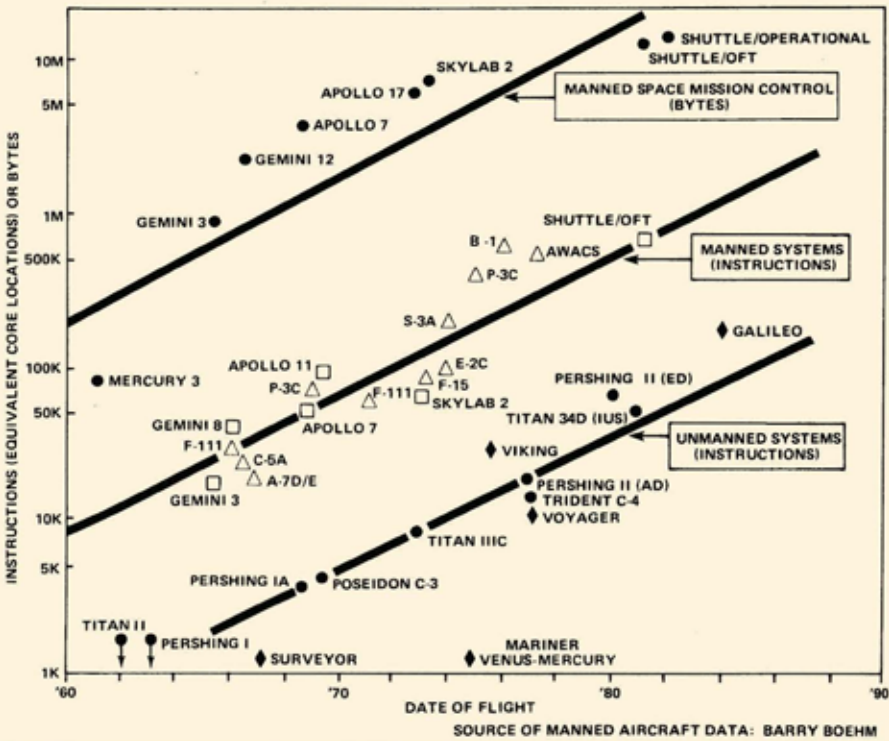 INSTRUCTIONS (EQUIVALENT CORE LOCATIONS) OR BYTES
10M
5M
1M
500K
100K
50K
10K
5K
1K
SKYLAB 2
SHUTTLE/OPERATIONAL
SHUTTLE/OFT
APOLLO 17
MANNED SPACE MISSION CONTROL
(BYTES)
APOLLO 7
GEMINI 12
GEMINI 3
SHUTTLE/OFT
B -1
AWACS
MANNED SYSTEMS
(INSTRUCTIONS)
P-3C
S-3A
GALILEO
APOLLO 11
E-2C
MERCURY 3
P-3C
F-111
F-15
SKYLAB 2
PERSHING II (ED)
TITAN 34D (IUS)
GEMINI 8
APOLLO 7
UNMANNED SYSTEMS
(INSTRUCTIONS)
F-111
C-5A
VIKING
A-7D/E
GEMINI 3
PERSHING II (AD)
TRIDENT C-4
VOYAGER
TITAN IIIC
PERSHING IA
POSEIDON C-3
TITAN II
PERSHING I
SURVEYOR
MARINER
VENUS-MERCURY
'60
'70
'80
'90
DATE OF FLIGHT
SOURCE OF MANNED AIRCRAFT DATA: BARRY BOEHM